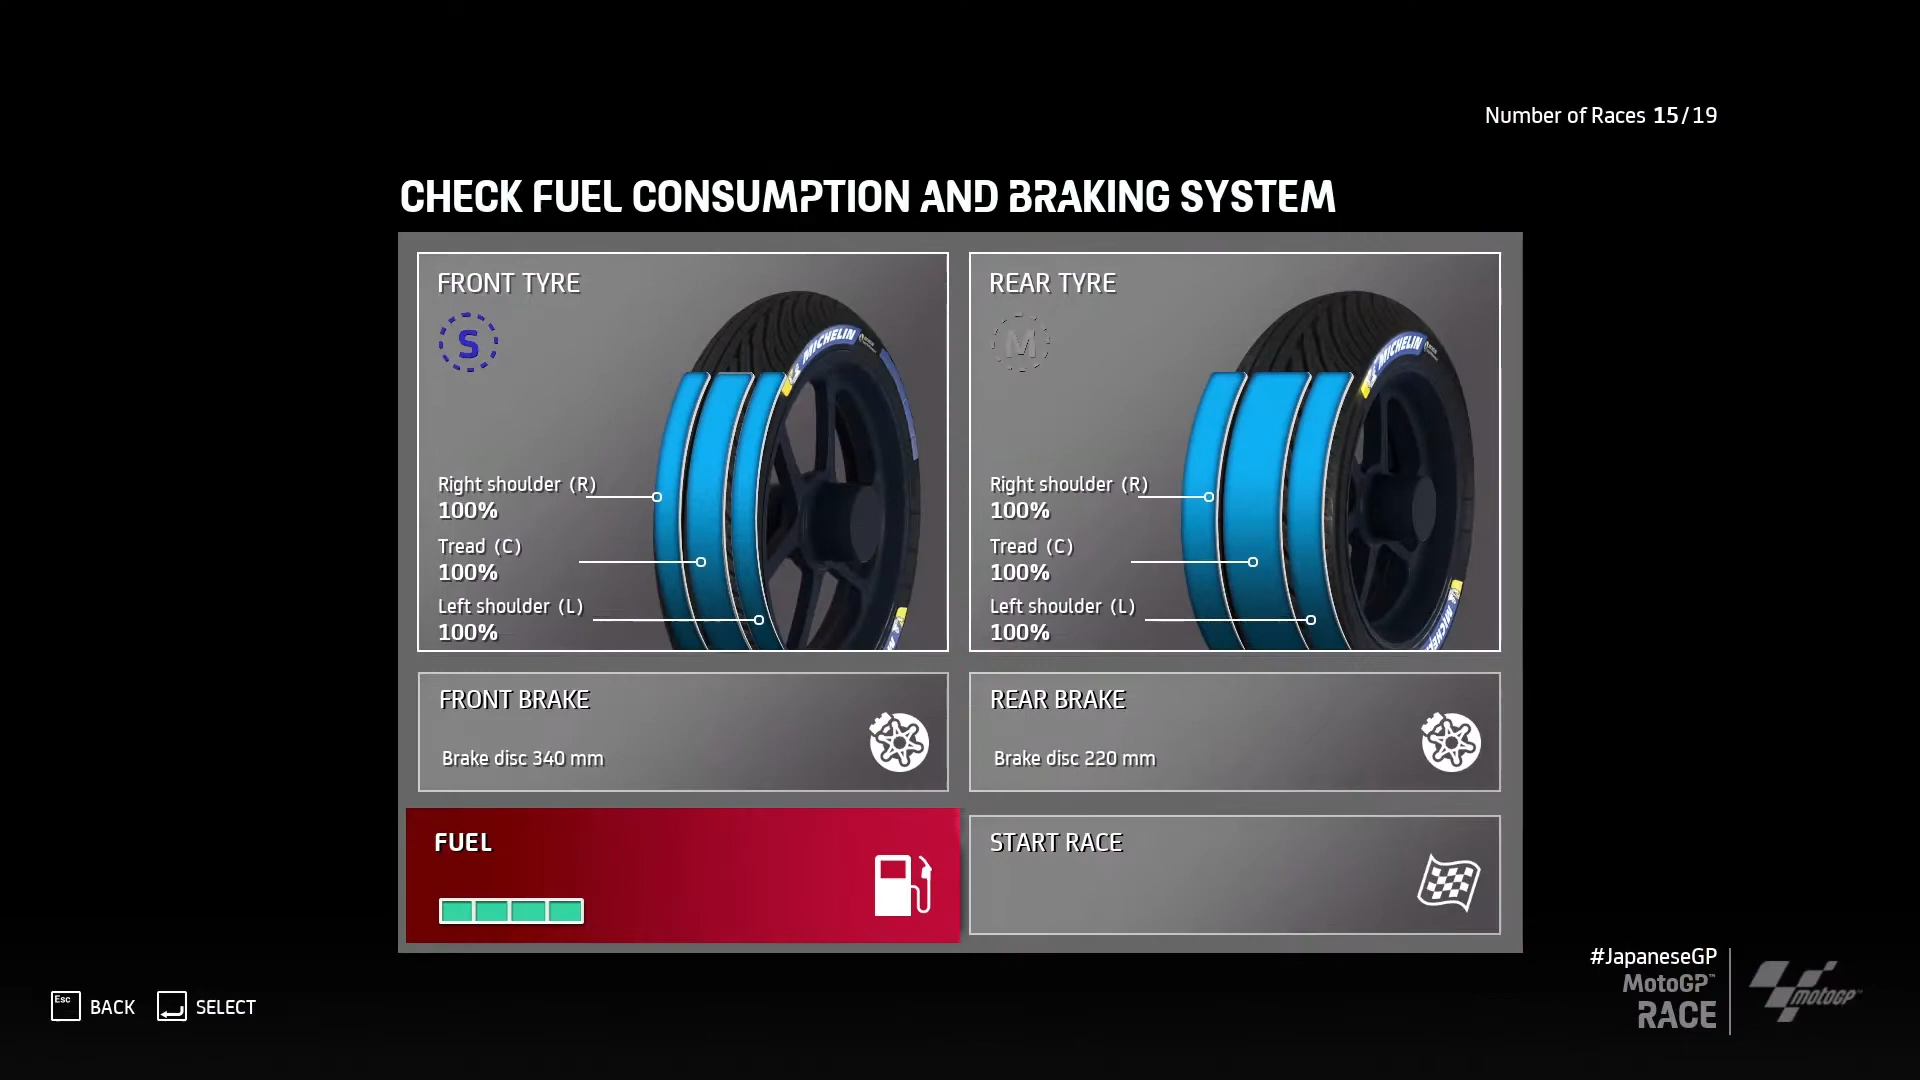 Number of Races 15/19
CHECK FUEL CONSUMPTION AND BRAKING SYSTEM
FRONT TYRE
S
MICHELIN
Right shoulder (R)
100%
Tread (C)
100%
Left shoulder (L)
100%
REAR TYRE
M
MICHELIN
Right shoulder (R)
100%
Tread (C)
100%
Left shoulder (L)
100%
FRONT BRAKE
Brake disc 340 mm
REAR BRAKE
Brake disc 220 mm
FUEL
START RACE
#JapaneseGP
MotoGP™
RACE
motoGP™
Esc BACK SELECT